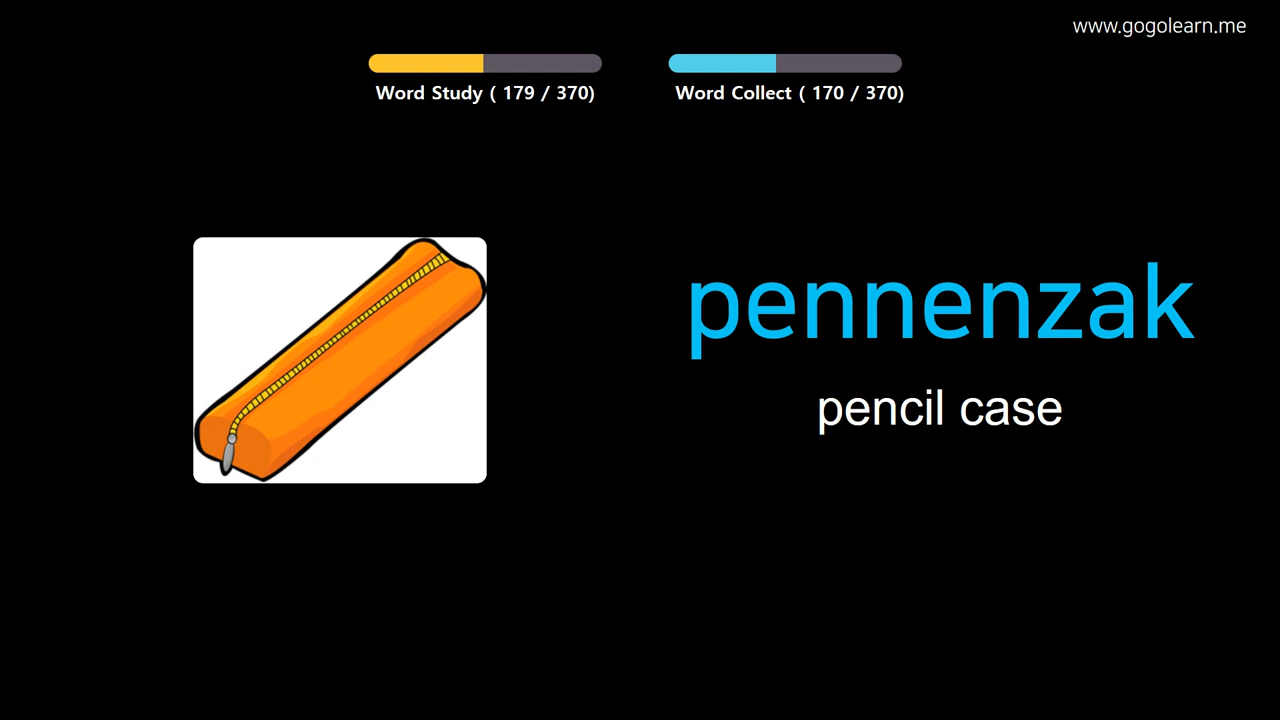 www.gogolearn.me
Word Study ( 179 / 370)
Word Collect ( 170 / 370)
pennenzak
pencil case